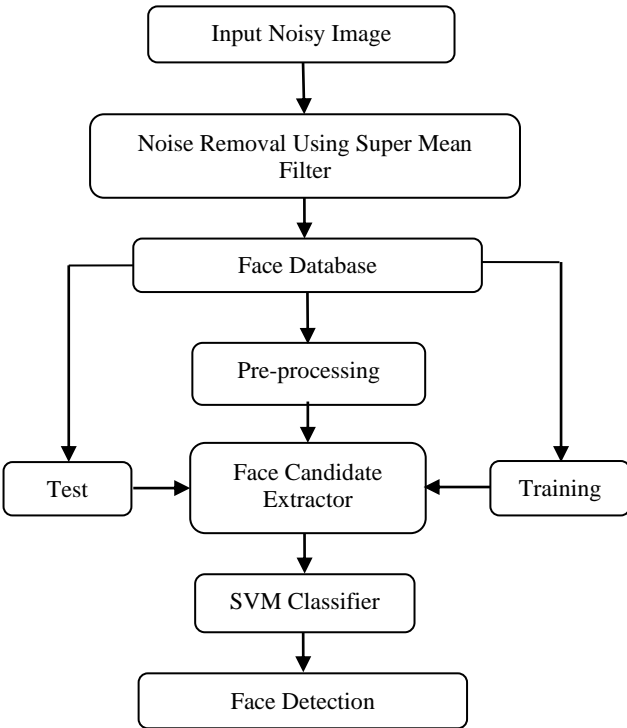 Input Noisy Image
Noise Removal Using Super Mean
Filter
Face Database
Pre-processing
Test
Face Candidate
Extractor
Training
SVM Classifier
Face Detection